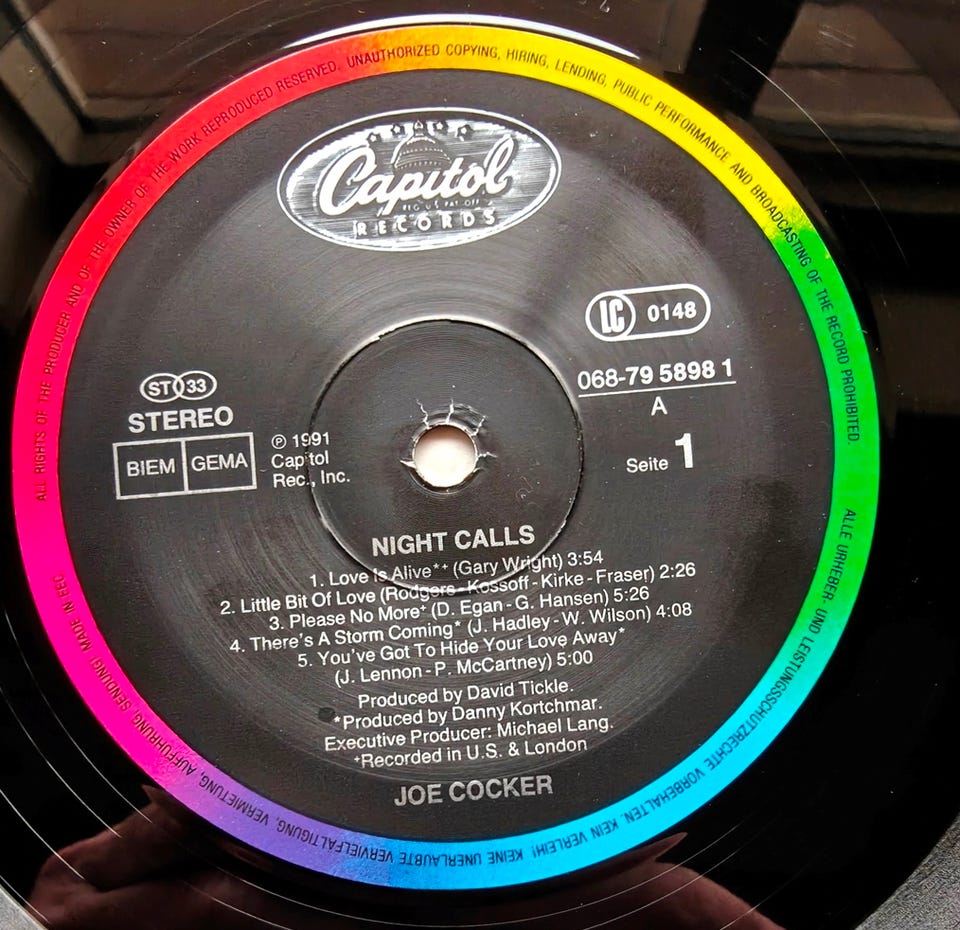 ALL RIGHTS OF THE PRODUCER AND OF THE OWNER OF THE WORK REPRODUCED RESERVED. UNAUTHORIZED COPYING, HIRING, LENDING, PUBLIC PERFORMANCE AND BROADCASTING OF THE RECORD PROHIBITED.
ALLE URHEBER- UND LEISTUNGSSCHUTZRECHTE VORBEHALTEN. KEIN VERLEIH! KEINE UNERLAUBTE VERVIELFÄLTIGUNG, VERMIETUNG, AUFFÜHRUNG, SENDUNG! MADE IN EEC
Capitol
REG. U.S. PAT. OFF.
RECORDS
LC 0148
068-79 5898 1
A
Seite 1
ST 33
STEREO
BIEM GEMA
℗ 1991
Capitol
Rec., Inc.
NIGHT CALLS
1. Love Is Alive*+ (Gary Wright) 3:54
2. Little Bit Of Love (Rodgers-Kossoff-Kirke-Fraser) 2:26
3. Please No More+ (D. Egan-G. Hansen) 5:26
4. There's A Storm Coming* (J. Hadley-W. Wilson) 4:08
5. You've Got To Hide Your Love Away*
(J. Lennon-P. McCartney) 5:00
Produced by David Tickle.
*Produced by Danny Kortchmar.
Executive Producer: Michael Lang.
+Recorded in U.S. & London
JOE COCKER